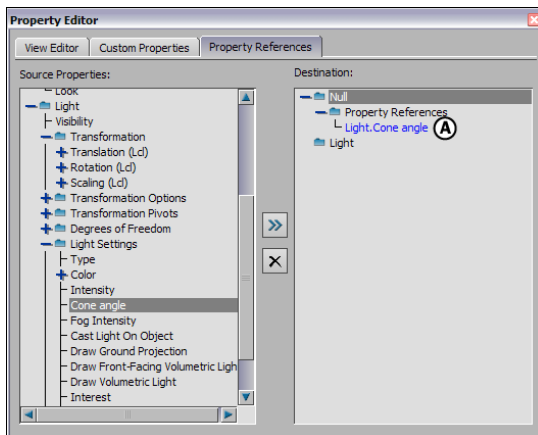 Property Editor
View Editor
Custom Properties
Property References
Source Properties:
Look
Light
Visibility
Transformation
Translation (Lcl)
Rotation (Lcl)
Scaling (Lcl)
Transformation Options
Transformation Pivots
Degrees of Freedom
Light Settings
Type
Color
Intensity
Cone angle
Fog Intensity
Cast Light On Object
Draw Ground Projection
Draw Front-Facing Volumetric Ligh
Draw Volumetric Light
Interest
Destination:
Null
Property References
Light.Cone angle A
Light